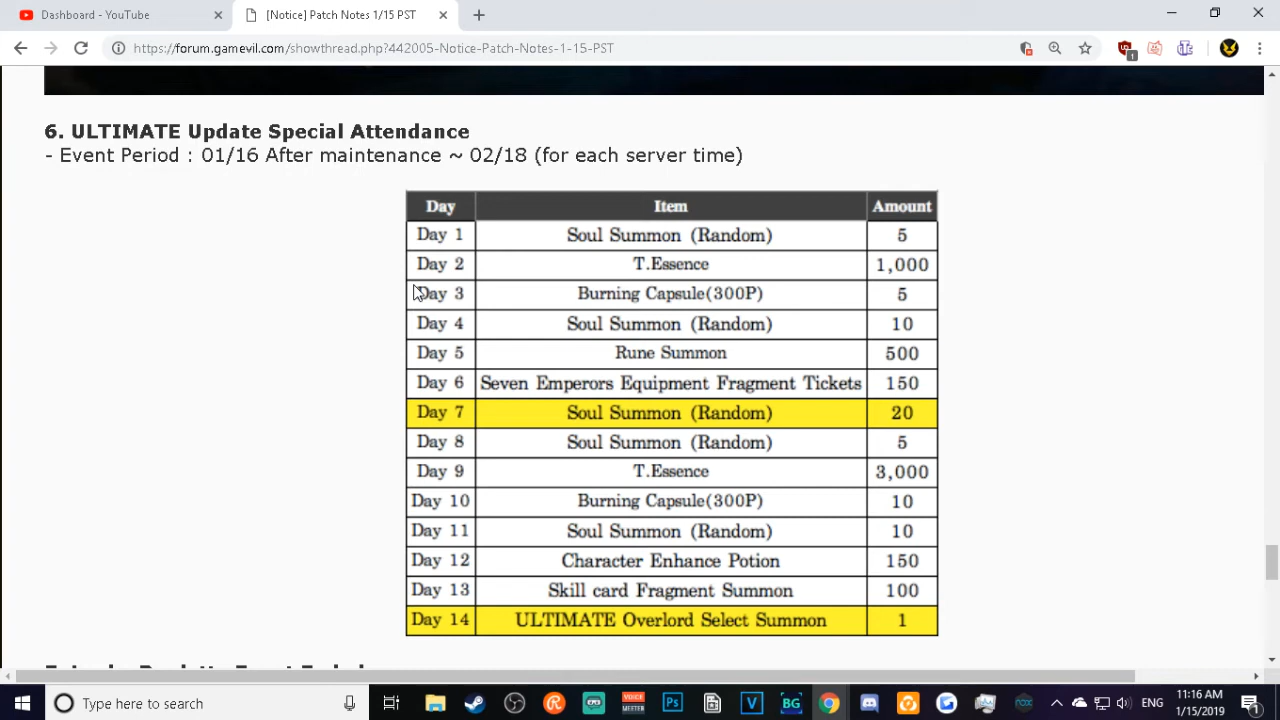 Dashboard - YouTube
[Notice] Patch Notes 1/15 PST
https://forum.gamevil.com/showthread.php?442005-Notice-Patch-Notes-1-15-PST
6. ULTIMATE Update Special Attendance
- Event Period : 01/16 After maintenance ~ 02/18 (for each server time)
Day Item Amount
Day 1 Soul Summon (Random) 5
Day 2 T.Essence 1,000
Day 3 Burning Capsule(300P) 5
Day 4 Soul Summon (Random) 10
Day 5 Rune Summon 500
Day 6 Seven Emperors Equipment Fragment Tickets 150
Day 7 Soul Summon (Random) 20
Day 8 Soul Summon (Random) 5
Day 9 T.Essence 3,000
Day 10 Burning Capsule(300P) 10
Day 11 Soul Summon (Random) 10
Day 12 Character Enhance Potion 150
Day 13 Skill card Fragment Summon 100
Day 14 ULTIMATE Overlord Select Summon 1
Type here to search
VOICE MEETER
Ps
V
BG
nox
ENG
11:16 AM
1/15/2019